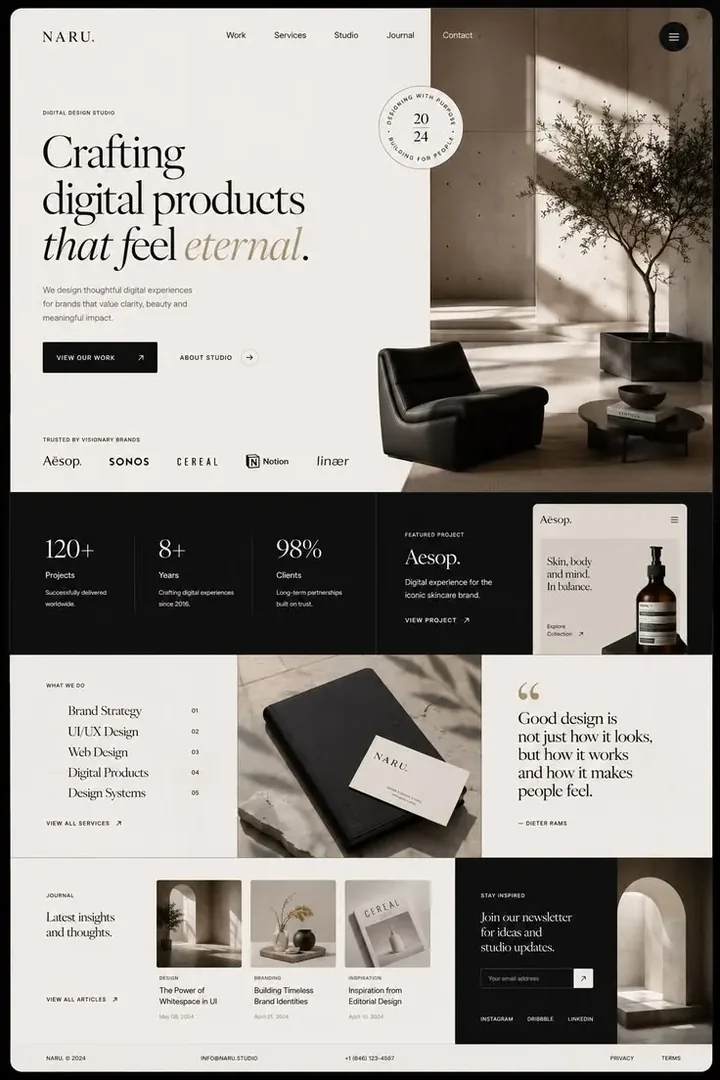 NARU.
Work
Services
Studio
Journal
Contact
DESIGNING WITH PURPOSE
20
24
BUILDING FOR PEOPLE
DIGITAL DESIGN STUDIO
Crafting
digital products
that feel eternal.
We design thoughtful digital experiences
for brands that value clarity, beauty and
meaningful impact.
VIEW OUR WORK
ABOUT STUDIO
TRUSTED BY VISIONARY BRANDS
Aēsop.
SONOS
CEREAL
Notion
linær
120+
Projects
Successfully delivered
worldwide.
8+
Years
Crafting digital experiences
since 2016.
98%
Clients
Long-term partnerships
built on trust.
FEATURED PROJECT
Aesop.
Digital experience for the
iconic skincare brand.
VIEW PROJECT
Aēsop.
Skin, body
and mind.
In balance.
Explore
Collection
WHAT WE DO
Brand Strategy 01
UI/UX Design 02
Web Design 03
Digital Products 04
Design Systems 05
VIEW ALL SERVICES
NARU.
“
Good design is
not just how it looks,
but how it works
and how it makes
people feel.
— DIETER RAMS
JOURNAL
Latest insights
and thoughts.
VIEW ALL ARTICLES
DESIGN
The Power of
Whitespace in UI
May 08, 2024
BRANDING
Building Timeless
Brand Identities
April 21, 2024
CEREAL
INSPIRATION
Inspiration from
Editorial Design
April 10, 2024
STAY INSPIRED
Join our newsletter
for ideas and
studio updates.
Your email address
INSTAGRAM
DRIBBBLE
LINKEDIN
NARU. © 2024
INFO@NARU.STUDIO
+1 (646) 123-4567
PRIVACY
TERMS